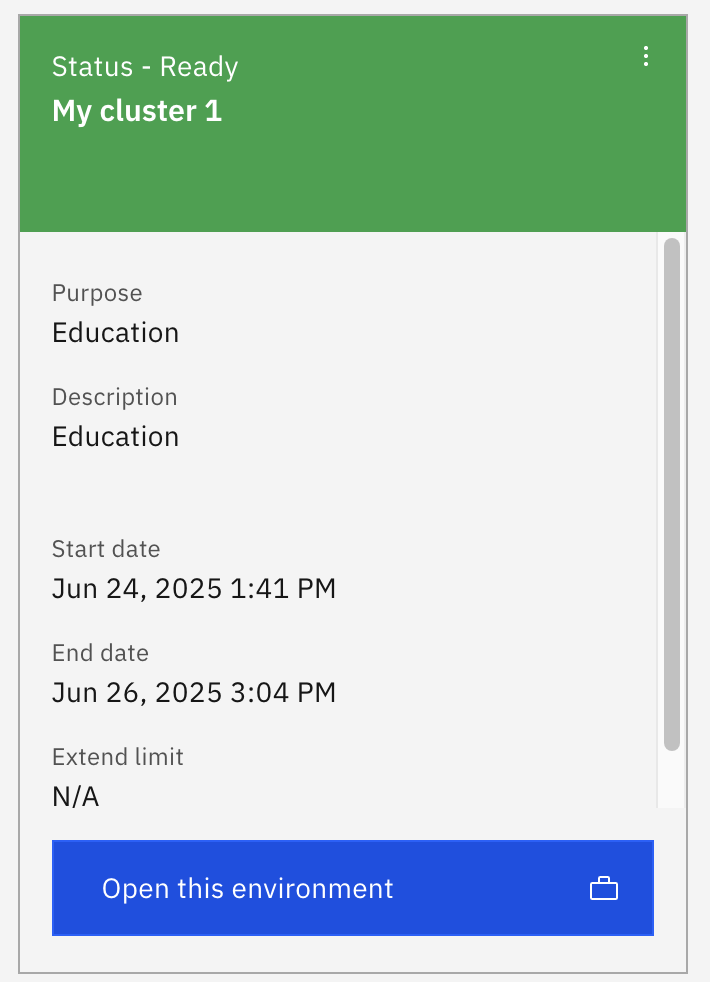 Status - Ready
My cluster 1
Purpose
Education
Description
Education
Start date
Jun 24, 2025 1:41 PM
End date
Jun 26, 2025 3:04 PM
Extend limit
N/A
Open this environment